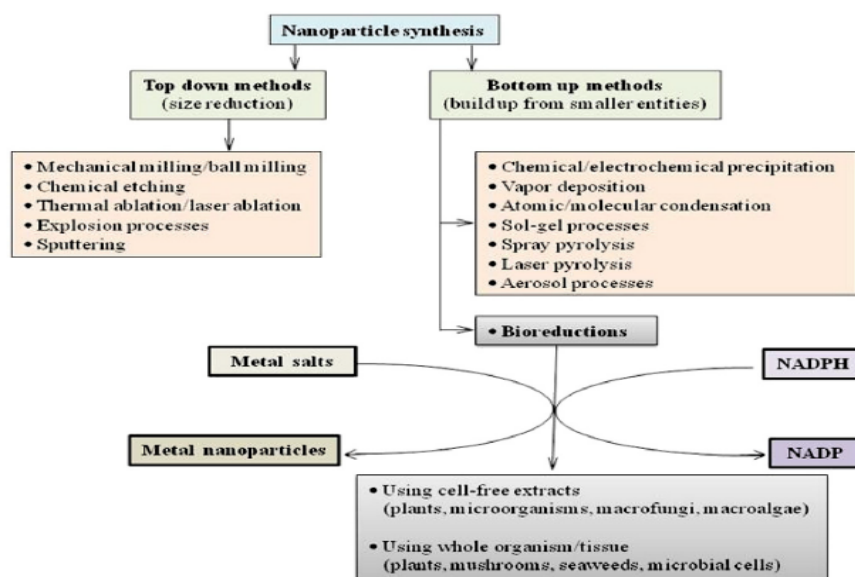 Nanoparticle synthesis
Top down methods
(size reduction)
Bottom up methods
(build up from smaller entities)
• Mechanical milling/ball milling
• Chemical etching
• Thermal ablation/laser ablation
• Explosion processes
• Sputtering
• Chemical/electrochemical precipitation
• Vapor deposition
• Atomic/molecular condensation
• Sol-gel processes
• Spray pyrolysis
• Laser pyrolysis
• Aerosol processes
• Bioreductions
Metal salts
NADPH
Metal nanoparticles
NADP
• Using cell-free extracts
(plants, microorganisms, macrofungi, macroalgae)
• Using whole organism/tissue
(plants, mushrooms, seaweeds, microbial cells)